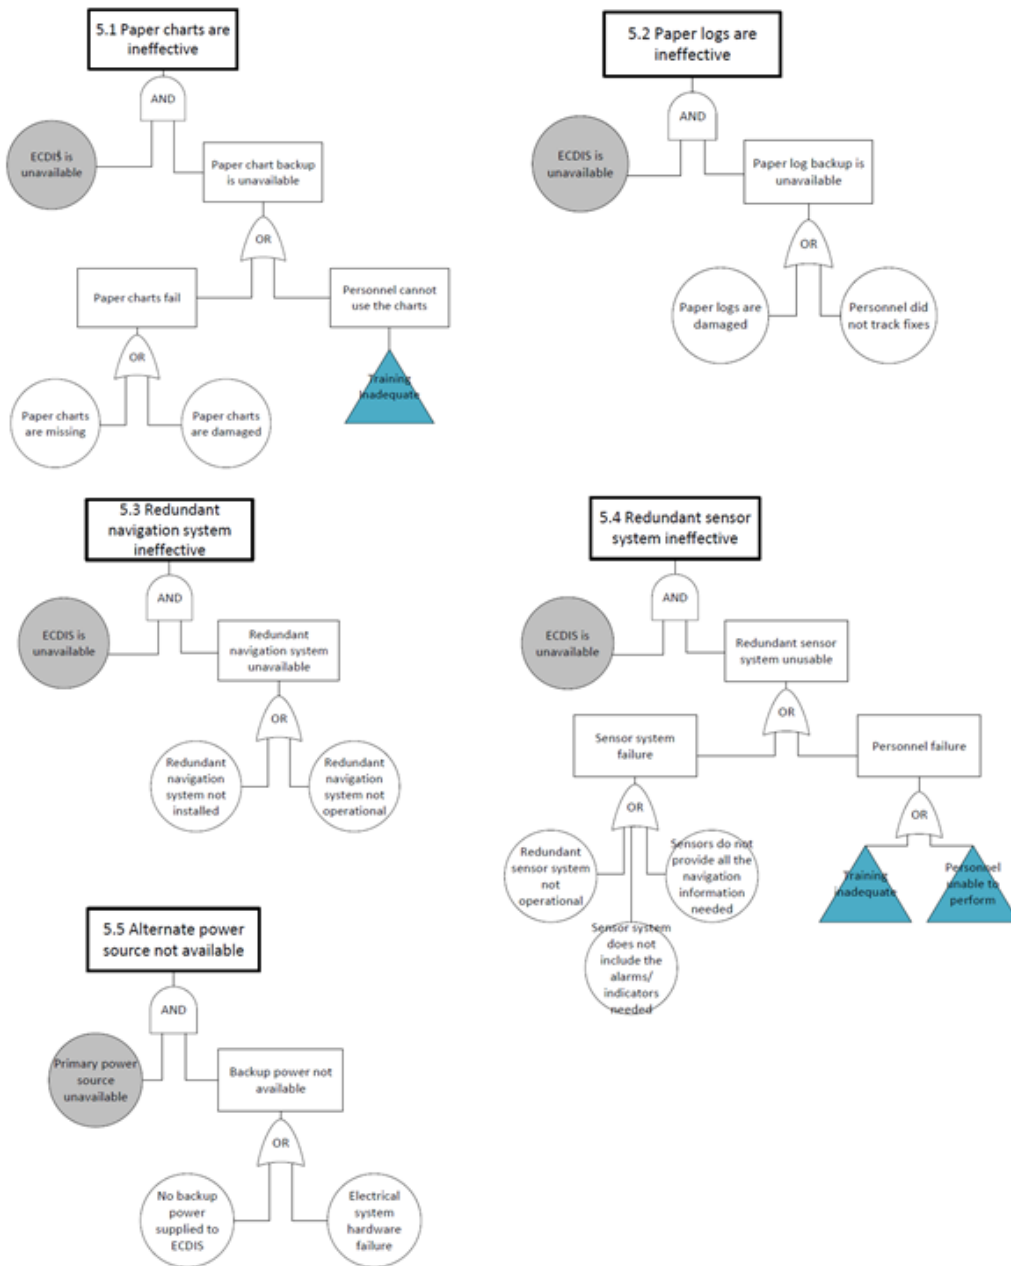 5.1 Paper charts are
ineffective
AND
ECDIS is
unavailable
Paper chart backup
is unavailable
OR
Paper charts fail
Personnel cannot
use the charts
OR
Training
Inadequate
Paper charts
are missing
Paper charts
are damaged
5.2 Paper logs are
ineffective
AND
ECDIS is
unavailable
Paper log backup is
unavailable
OR
Paper logs are
damaged
Personnel did
not track fixes
5.3 Redundant
navigation system
ineffective
AND
ECDIS is
unavailable
Redundant
navigation system
unavailable
OR
Redundant
navigation
system not
installed
Redundant
navigation
system not
operational
5.4 Redundant sensor
system ineffective
AND
ECDIS is
unavailable
Redundant sensor
system unusable
OR
Sensor system
failure
Personnel failure
OR
OR
Redundant
sensor system
not
operational
Sensors do not
provide all the
navigation
information
needed
Sensor system
does not
include the
alarms/
indicators
needed
Training
inadequate
Personnel
unable to
perform
5.5 Alternate power
source not available
AND
Primary power
source
unavailable
Backup power not
available
OR
No backup
power
supplied to
ECDIS
Electrical
system
hardware
failure